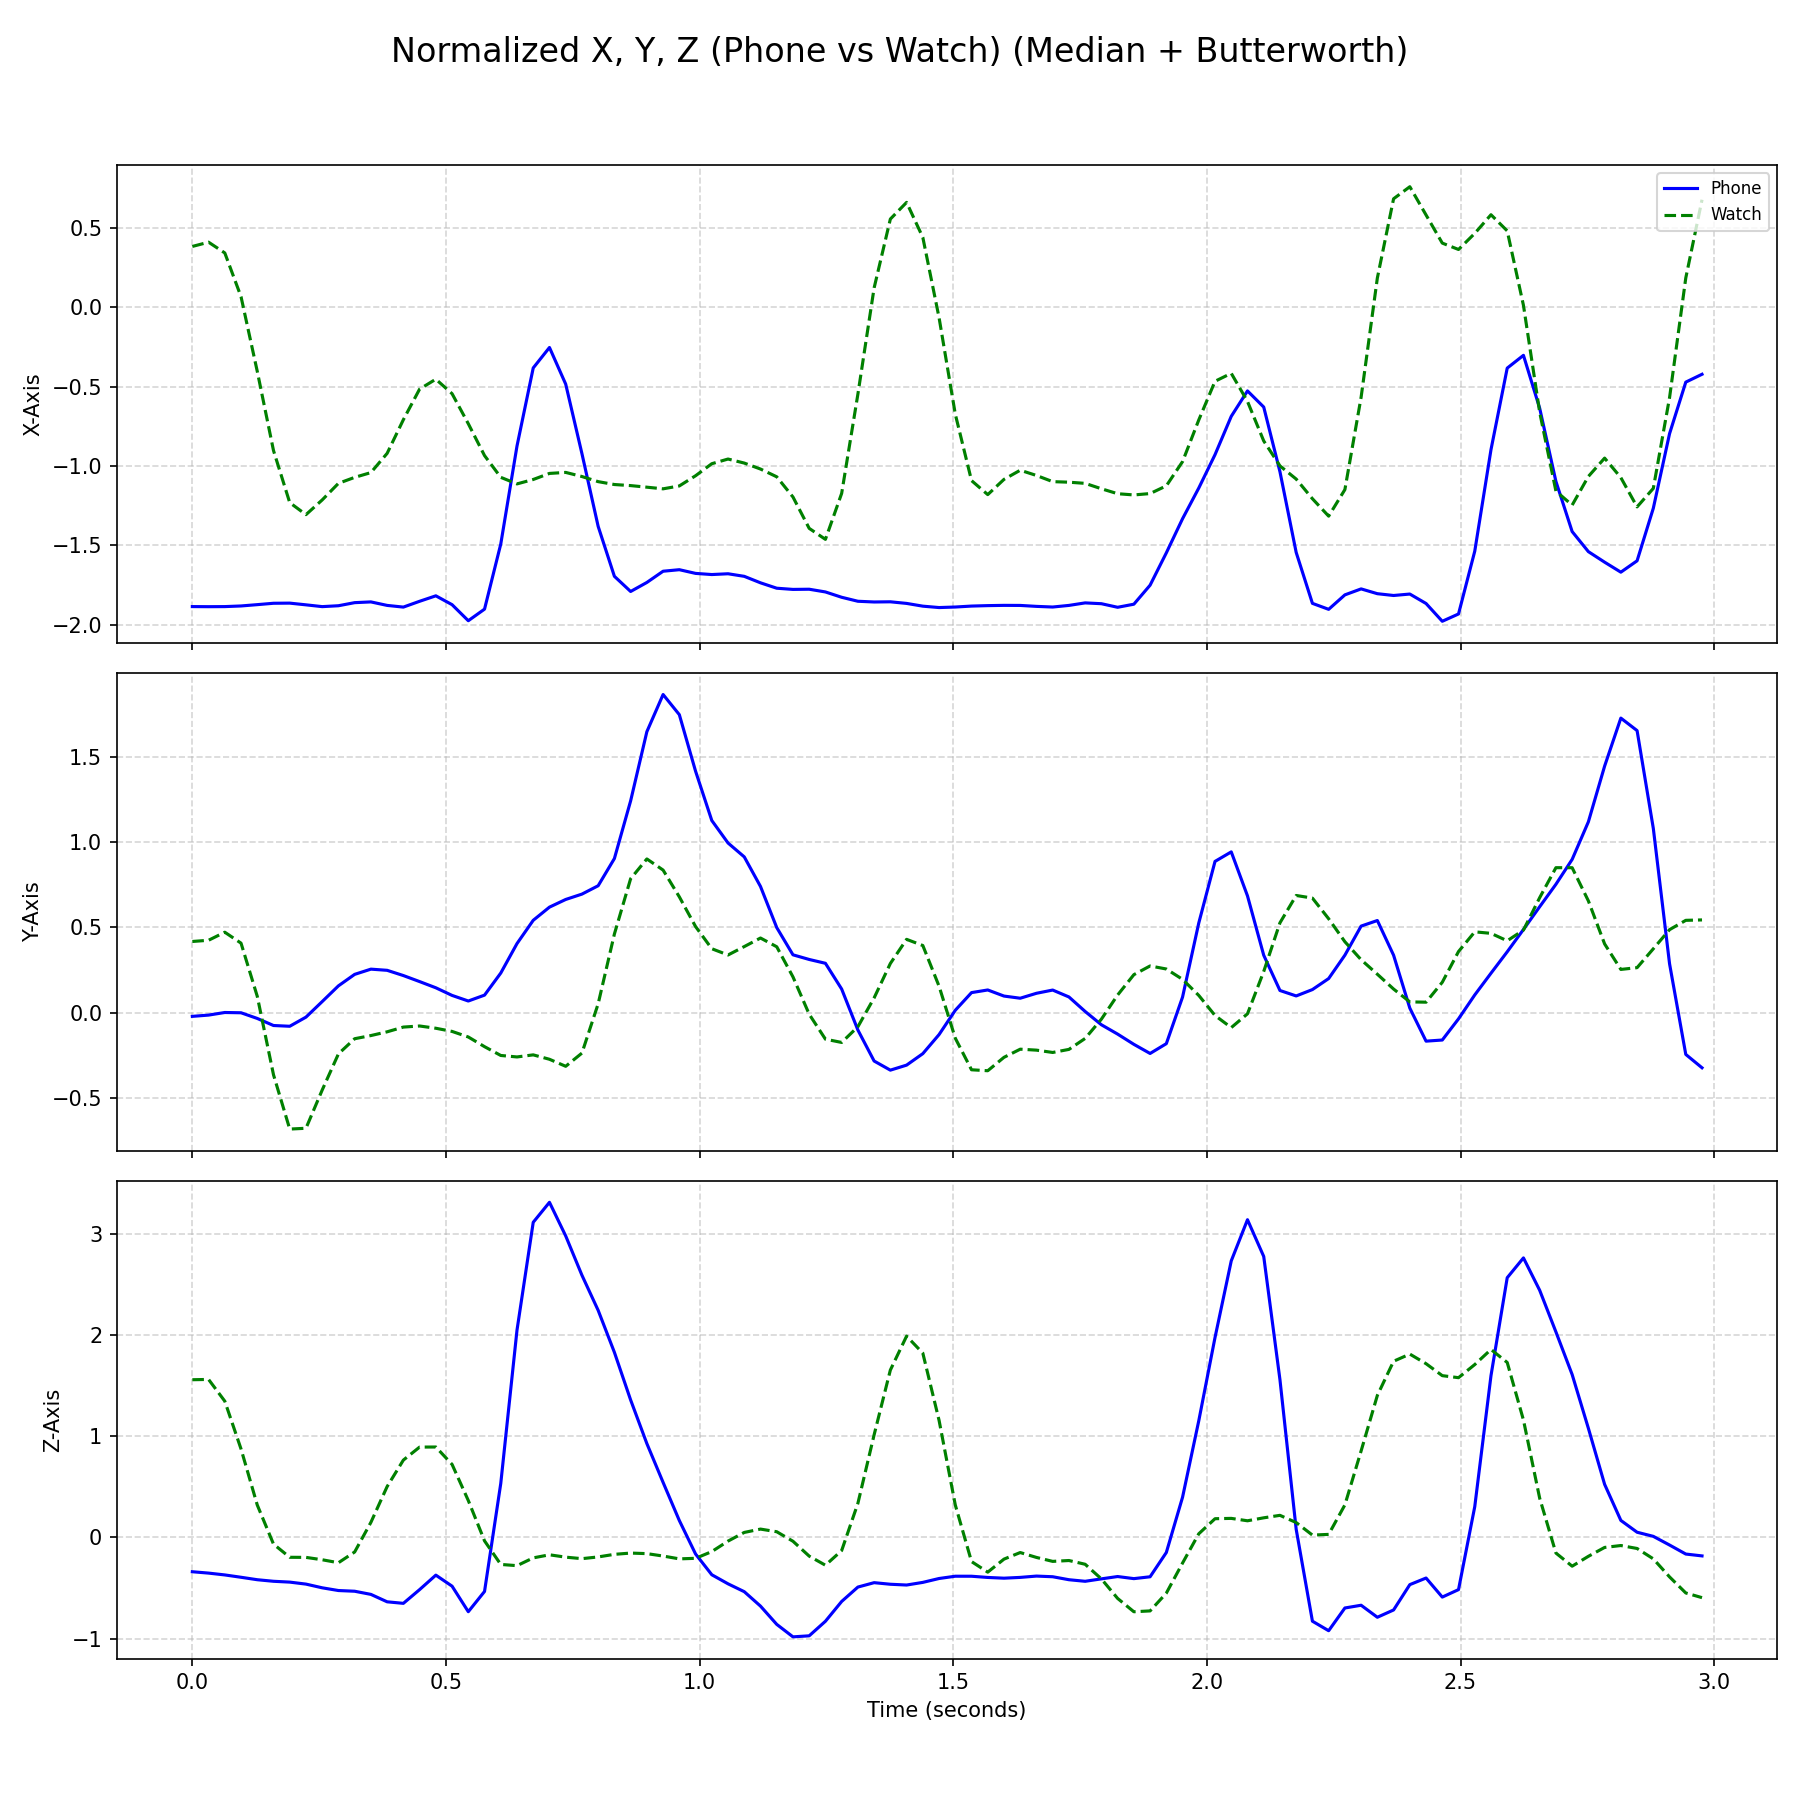 Normalized X, Y, Z (Phone vs Watch) (Median + Butterworth)
Phone
Watch
X-Axis
0.5
0.0
−0.5
−1.0
−1.5
−2.0
Y-Axis
1.5
1.0
0.5
0.0
−0.5
Z-Axis
3
2
1
0
−1
0.0 0.5 1.0 1.5 2.0 2.5 3.0
Time (seconds)